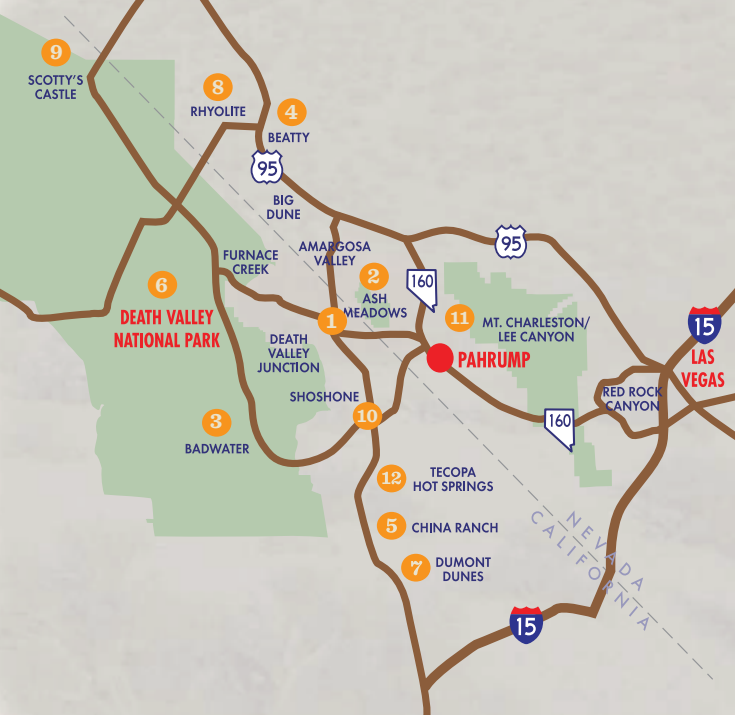 9
SCOTTY'S
CASTLE
8
RHYOLITE
4
BEATTY
95
BIG
DUNE
95
AMARGOSA
VALLEY
FURNACE
CREEK
2
ASH
MEADOWS
160
6
DEATH VALLEY
NATIONAL PARK
1
11
MT. CHARLESTON/
LEE CANYON
15
LAS
VEGAS
DEATH
VALLEY
JUNCTION
PAHRUMP
RED ROCK
CANYON
SHOSHONE
10
160
3
BADWATER
12
TECOPA
HOT SPRINGS
5
CHINA RANCH
7
DUMONT
DUNES
NEVADA
CALIFORNIA
15